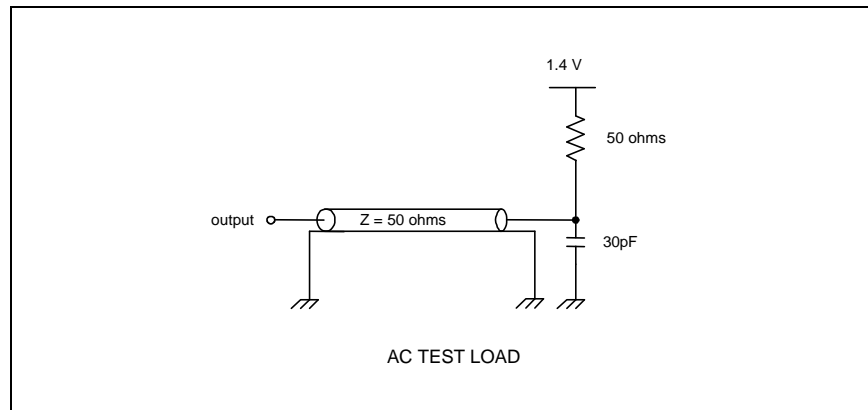 1.4 V
50 ohms
output
Z = 50 ohms
30pF
AC TEST LOAD